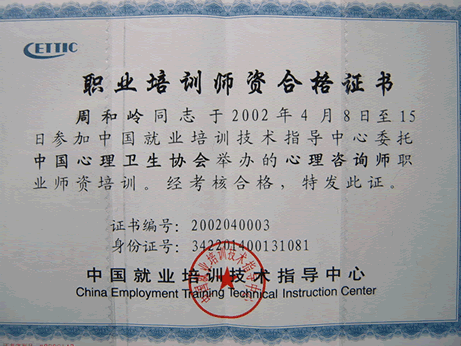 CETTIC
职业培训师资合格证书
周和岭同志于2002年4月8日至15
日参加中国就业培训技术指导中心委托
中国心理卫生协会举办的心理咨询师职
业师资培训。经考核合格，特发此证。
证书编号：2002040003
身份证号：342201400131081
中国就业培训技术指导中心
China Employment Training Technical Instruction Center